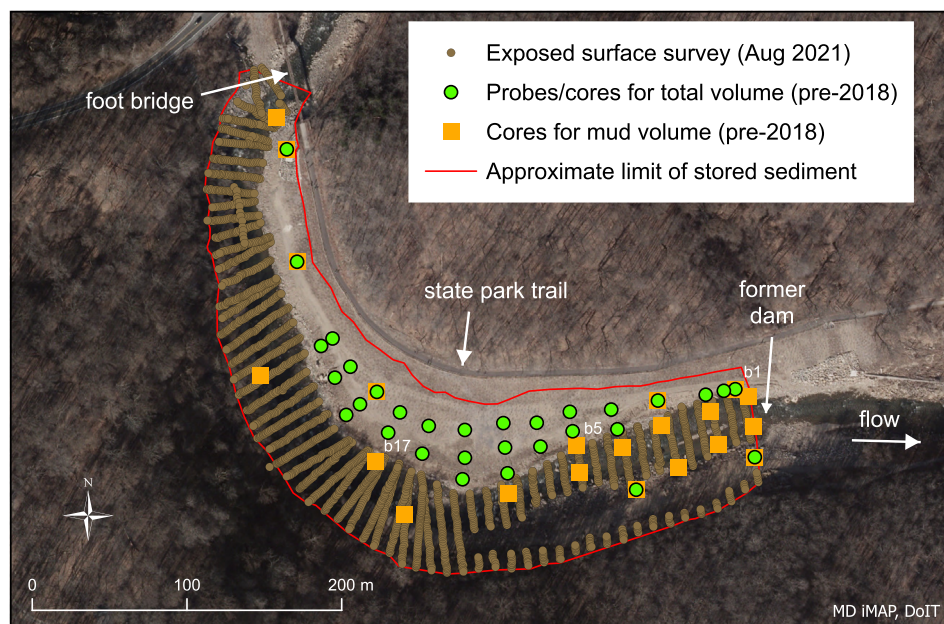 Exposed surface survey (Aug 2021)
Probes/cores for total volume (pre-2018)
Cores for mud volume (pre-2018)
Approximate limit of stored sediment
foot bridge
state park trail
former
dam
b1
b5
b17
flow
N
0 100 200 m
MD iMAP, DoIT